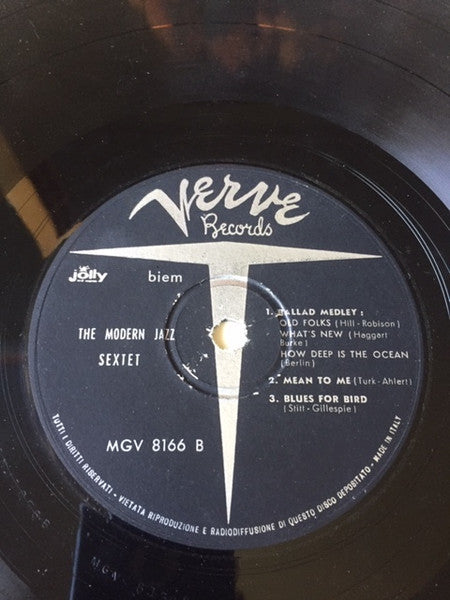 Verve
Records
jolly
biem
THE MODERN JAZZ
SEXTET
MGV 8166 B
1. BALLAD MEDLEY :
OLD FOLKS (Hill - Robison)
WHAT'S NEW (Haggert
Burke)
HOW DEEP IS THE OCEAN
(Berlin)
2. MEAN TO ME (Turk - Ahlert)
3. BLUES FOR BIRD
(Stitt - Gillespie)
TUTTI I DIRITTI RISERVATI - VIETATA RIPRODUZIONE E RADIODIFFUSIONE DI QUESTO DISCO DEPOSITATO - MADE IN ITALY